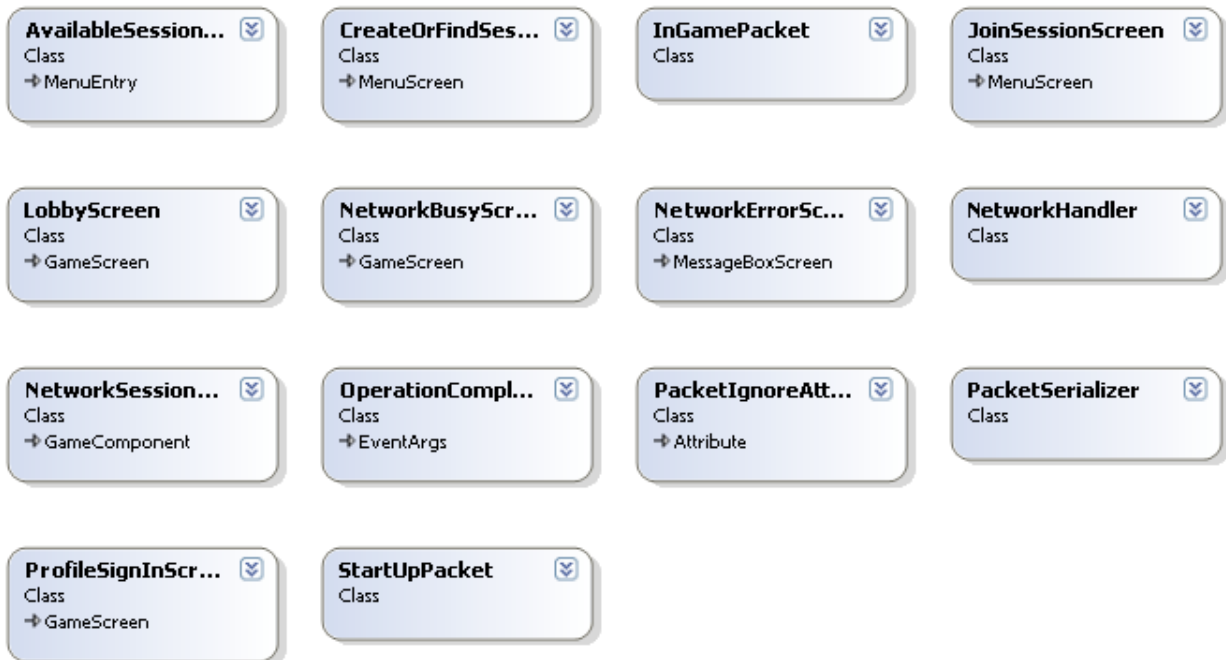 AvailableSession...
Class
MenuEntry
CreateOrFindSes...
Class
MenuScreen
InGamePacket
Class
JoinSessionScreen
Class
MenuScreen
LobbyScreen
Class
GameScreen
NetworkBusyScr...
Class
GameScreen
NetworkErrorSc...
Class
MessageBoxScreen
NetworkHandler
Class
NetworkSession...
Class
GameComponent
OperationCompl...
Class
EventArgs
PacketIgnoreAtt...
Class
Attribute
PacketSerializer
Class
ProfileSignInScr...
Class
GameScreen
StartUpPacket
Class